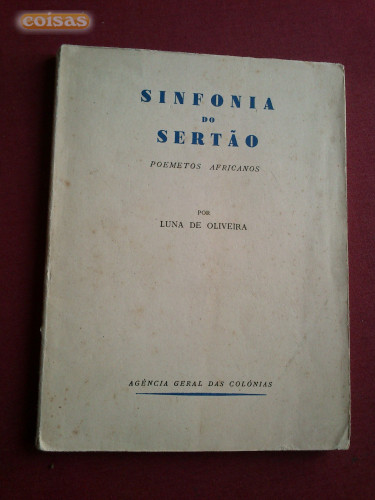 coisas
SINFONIA
DO
SERTÃO
POEMETOS AFRICANOS
POR
LUNA DE OLIVEIRA
AGÊNCIA GERAL DAS COLÓNIAS